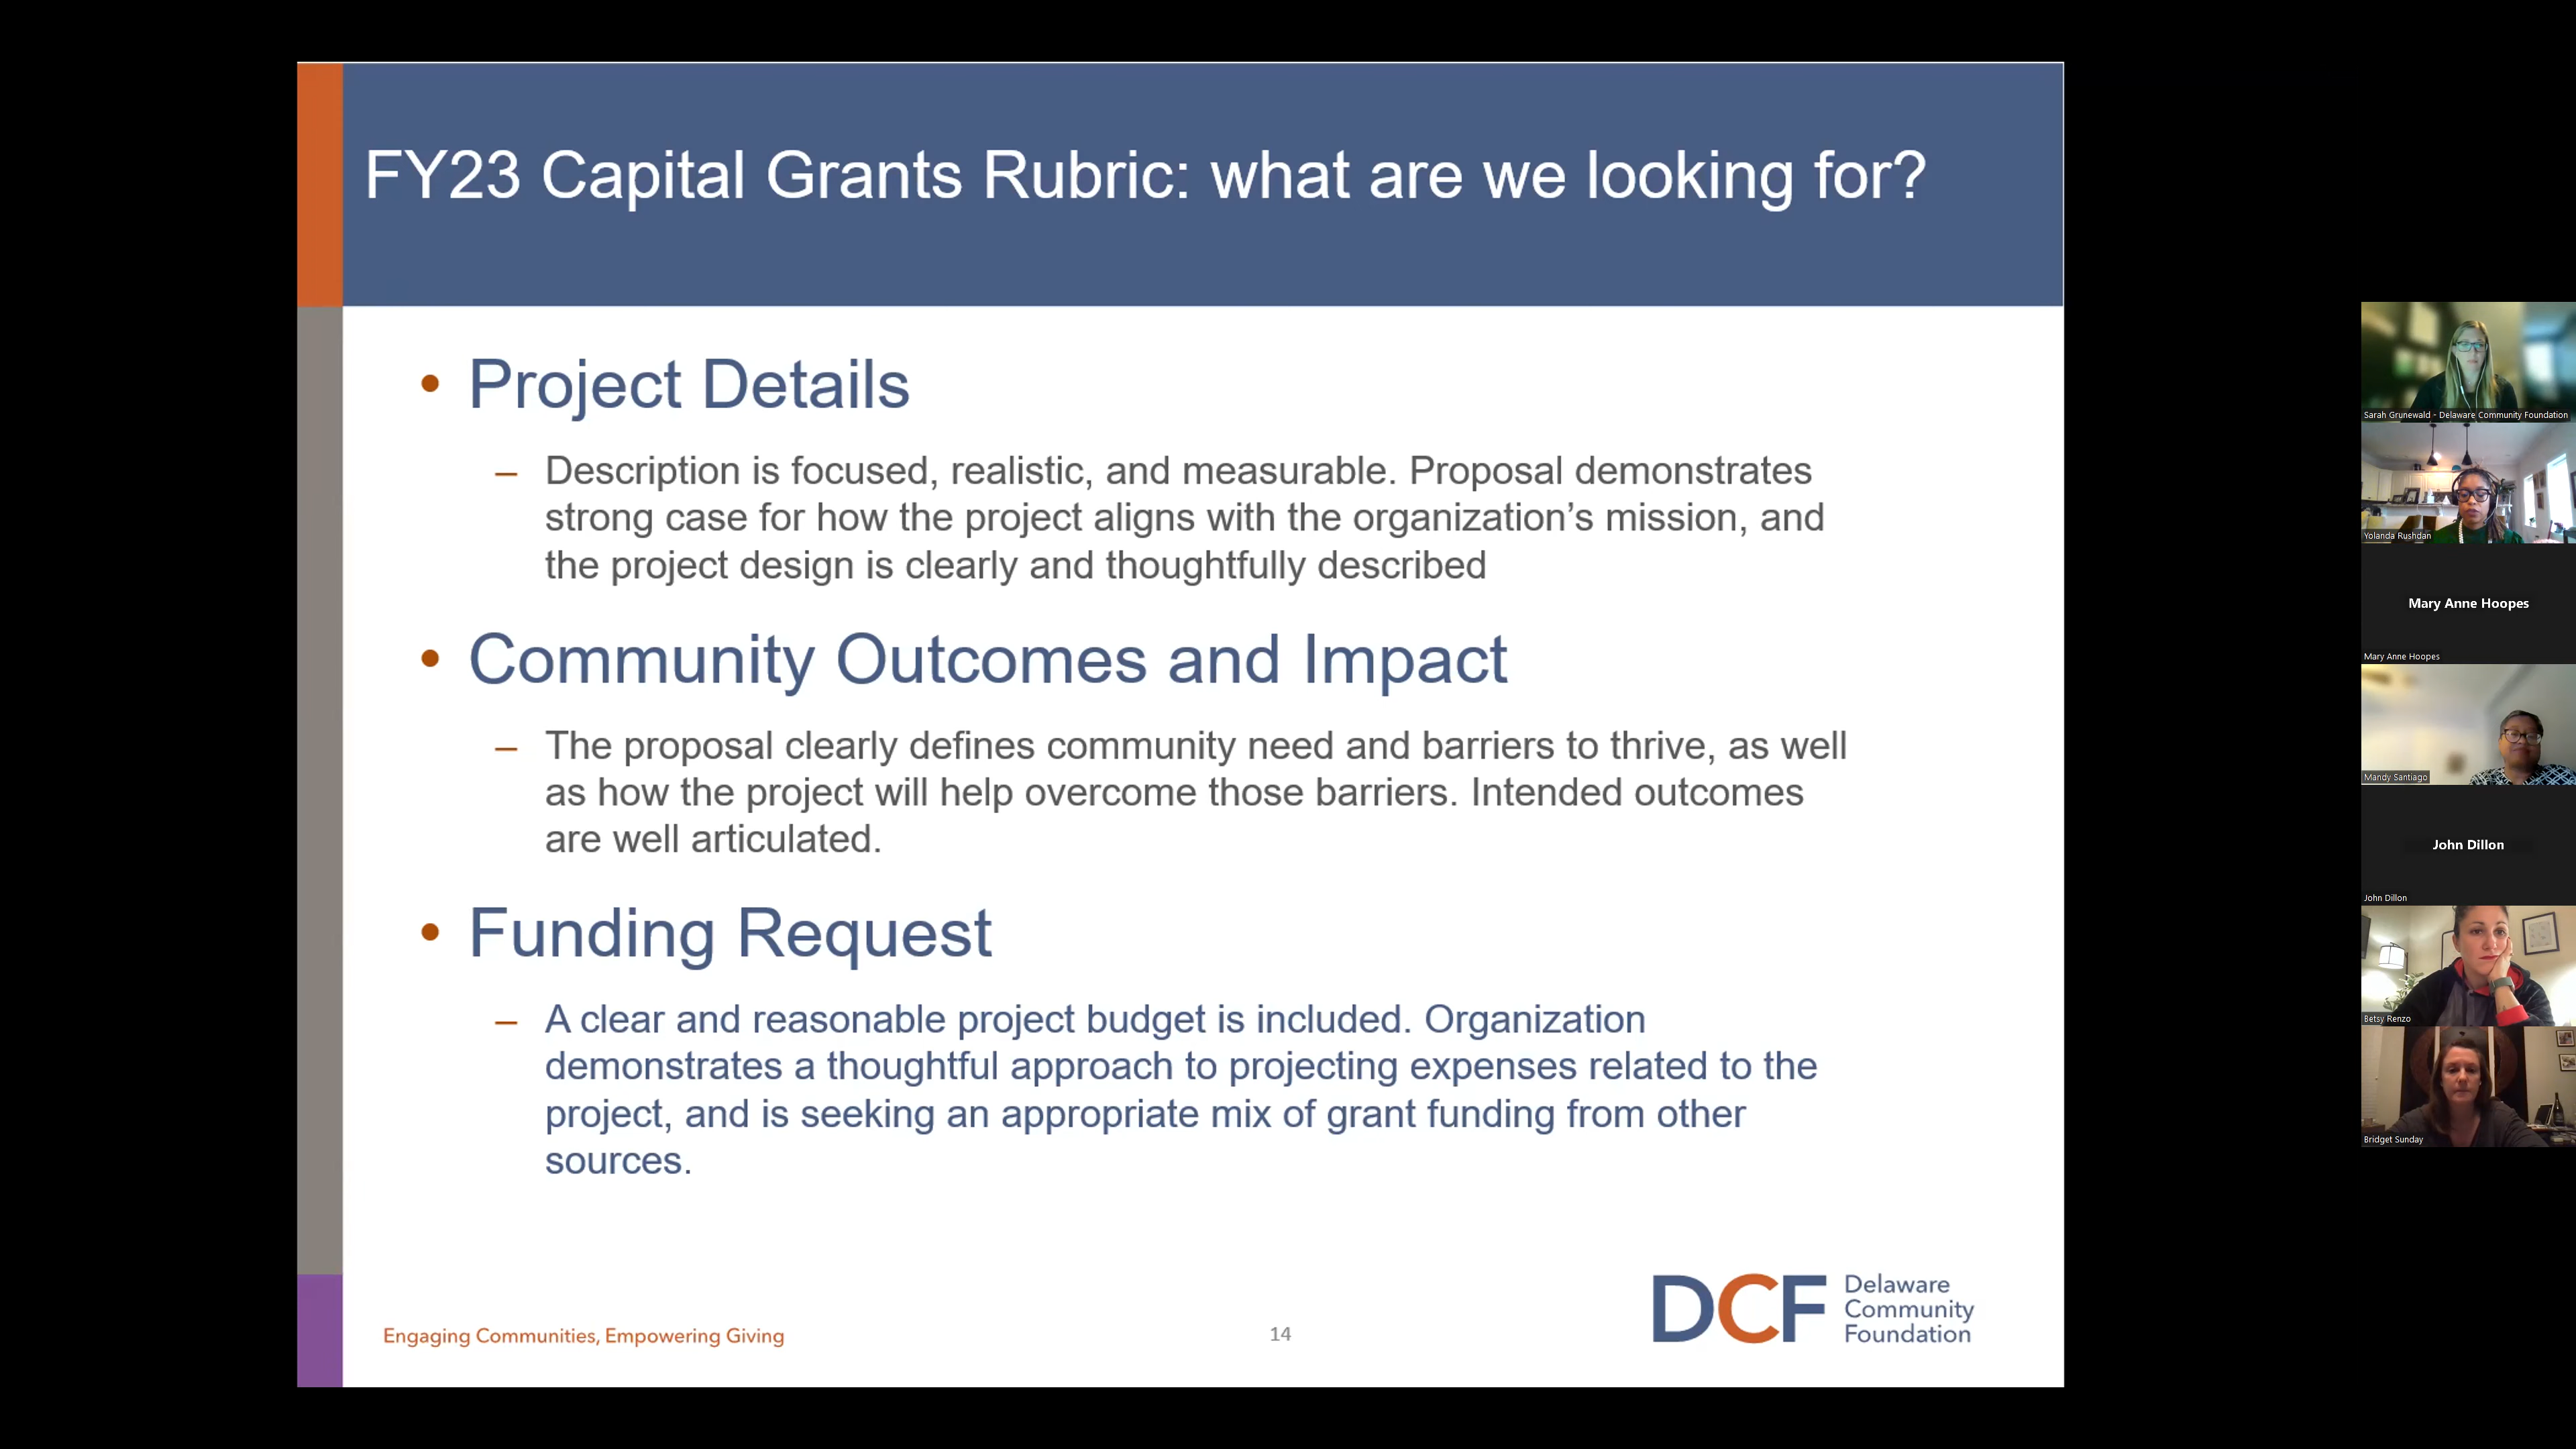 FY23 Capital Grants Rubric: what are we looking for?
• Project Details
– Description is focused, realistic, and measurable. Proposal demonstrates
strong case for how the project aligns with the organization’s mission, and
the project design is clearly and thoughtfully described
• Community Outcomes and Impact
– The proposal clearly defines community need and barriers to thrive, as well
as how the project will help overcome those barriers. Intended outcomes
are well articulated.
• Funding Request
– A clear and reasonable project budget is included. Organization
demonstrates a thoughtful approach to projecting expenses related to the
project, and is seeking an appropriate mix of grant funding from other
sources.
Engaging Communities, Empowering Giving
14
DCF
Delaware
Community
Foundation
Sarah Grunewald - Delaware Community Foundation
Yolanda Rushdan
Mary Anne Hoopes
Mary Anne Hoopes
Mandy Santiago
John Dillon
John Dillon
Betsy Renzo
Bridget Sunday